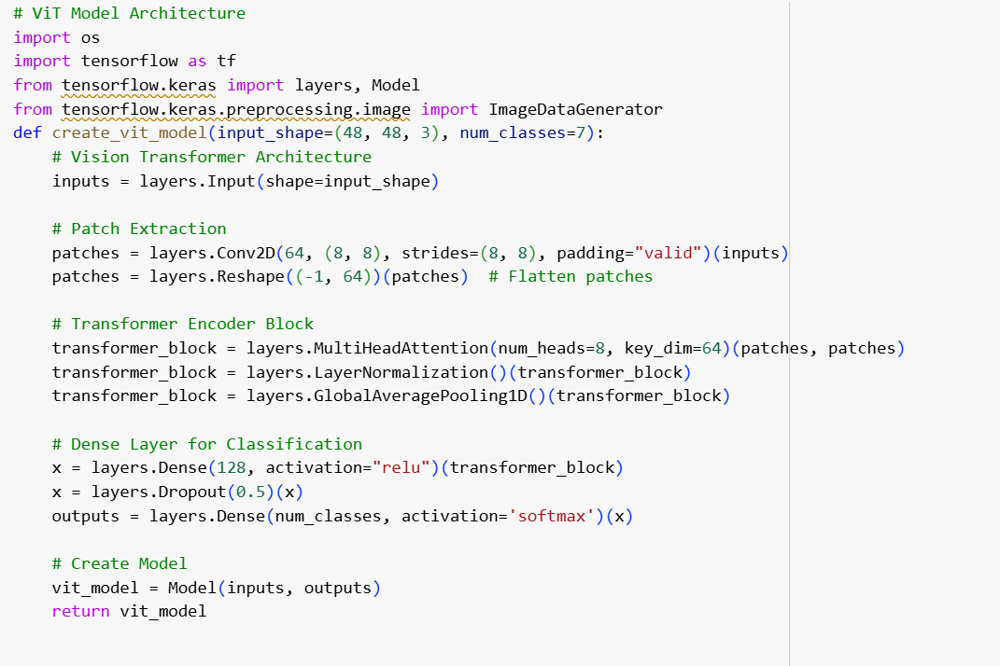 # ViT Model Architecture
import os
import tensorflow as tf
from tensorflow.keras import layers, Model
from tensorflow.keras.preprocessing.image import ImageDataGenerator
def create_vit_model(input_shape=(48, 48, 3), num_classes=7):
    # Vision Transformer Architecture
    inputs = layers.Input(shape=input_shape)

    # Patch Extraction
    patches = layers.Conv2D(64, (8, 8), strides=(8, 8), padding="valid")(inputs)
    patches = layers.Reshape((-1, 64))(patches)  # Flatten patches

    # Transformer Encoder Block
    transformer_block = layers.MultiHeadAttention(num_heads=8, key_dim=64)(patches, patches)
    transformer_block = layers.LayerNormalization()(transformer_block)
    transformer_block = layers.GlobalAveragePooling1D()(transformer_block)

    # Dense Layer for Classification
    x = layers.Dense(128, activation="relu")(transformer_block)
    x = layers.Dropout(0.5)(x)
    outputs = layers.Dense(num_classes, activation='softmax')(x)

    # Create Model
    vit_model = Model(inputs, outputs)
    return vit_model